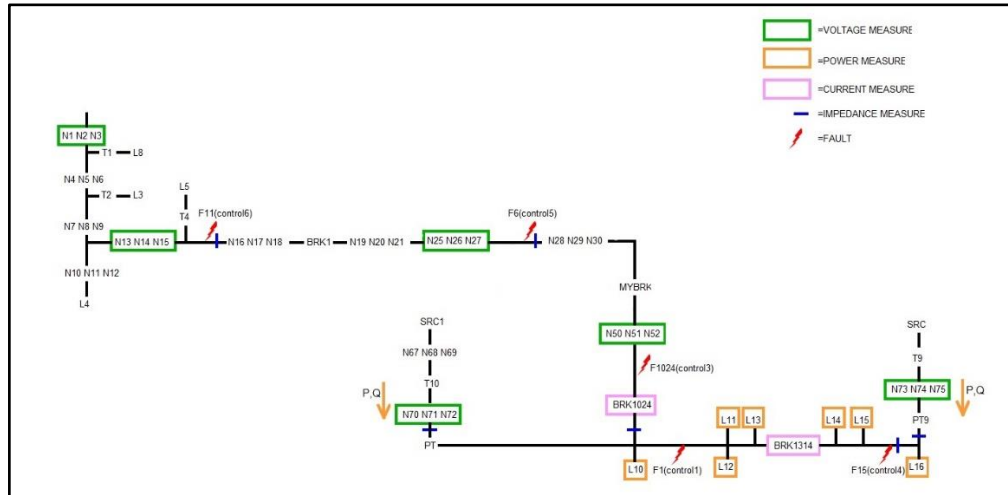 =VOLTAGE MEASURE
=POWER MEASURE
=CURRENT MEASURE
=IMPEDANCE MEASURE
=FAULT
N1 N2 N3
T1 L8
N4 N5 N6
T2 L3
L5
T4
F11(control6)
F6(control5)
N7 N8 N9
N13 N14 N15
N16 N17 N18
BRK1
N19 N20 N21
N25 N26 N27
N28 N29 N30
N10 N11 N12
L4
MYBRK
SRC1
N50 N51 N52
SRC
N67 N68 N69
T10
F1024(control3)
T9
P,Q
N70 N71 N72
BRK1024
N73 N74 N75
P,Q
L11
L13
L14
L15
PT9
PT
BRK1314
L10
F1(control1)
L12
F15(control4)
L16